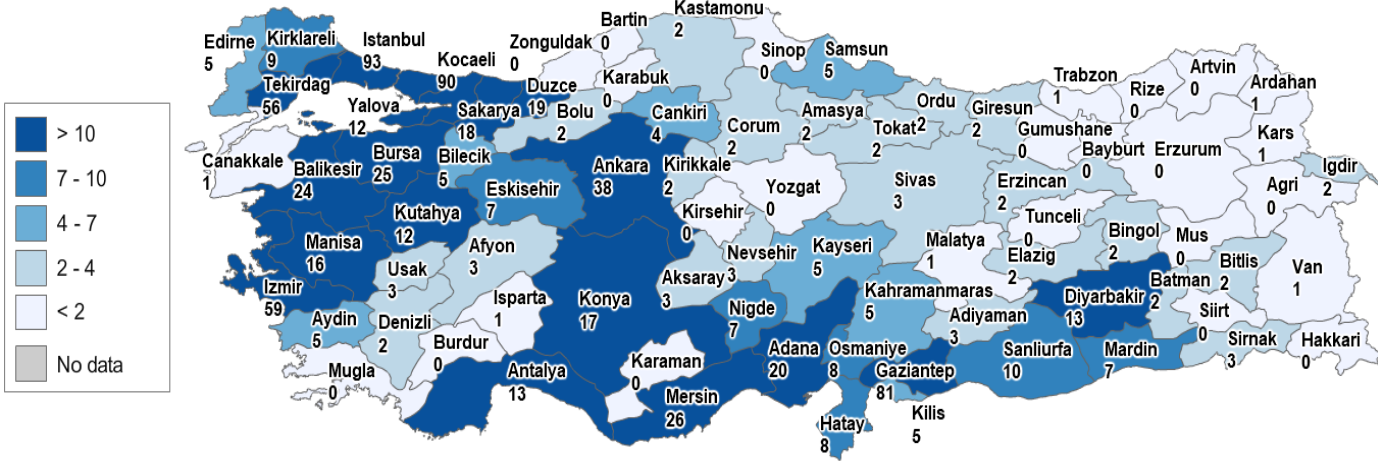 > 10
7 - 10
4 - 7
2 - 4
< 2
No data
Edirne
5
Kirklareli
9
Tekirdag
56
Istanbul
93
Kocaeli
90
Yalova
12
Sakarya
18
Zonguldak
0
Duzce
19
Bartin
0
Karabuk
0
Bolu
2
Kastamonu
2
Cankiri
4
Sinop
0
Samsun
5
Corum
2
Amasya
2
Tokat
2
Ordu
2
Giresun
2
Gumushane
0
Trabzon
1
Rize
0
Artvin
0
Ardahan
1
Bayburt
0
Erzurum
0
Kars
1
Igdir
2
Agri
0
Canakkale
1
Balikesir
24
Bursa
25
Bilecik
5
Eskisehir
7
Ankara
38
Kirikkale
2
Kirsehir
0
Yozgat
0
Sivas
3
Erzincan
2
Tunceli
0
Bingol
2
Mus
0
Bitlis
2
Van
1
Kutahya
12
Manisa
16
Usak
3
Afyon
3
Izmir
59
Aydin
5
Denizli
2
Isparta
1
Burdur
0
Mugla
0
Antalya
13
Konya
17
Aksaray
3
Nevsehir
3
Kayseri
5
Nigde
7
Karaman
0
Mersin
26
Adana
20
Osmaniye
8
Hatay
8
Kahramanmaras
5
Malatya
1
Elazig
2
Adiyaman
3
Gaziantep
81
Kilis
5
Sanliurfa
10
Diyarbakir
13
Mardin
7
Batman
2
Siirt
0
Sirnak
3
Hakkari
0